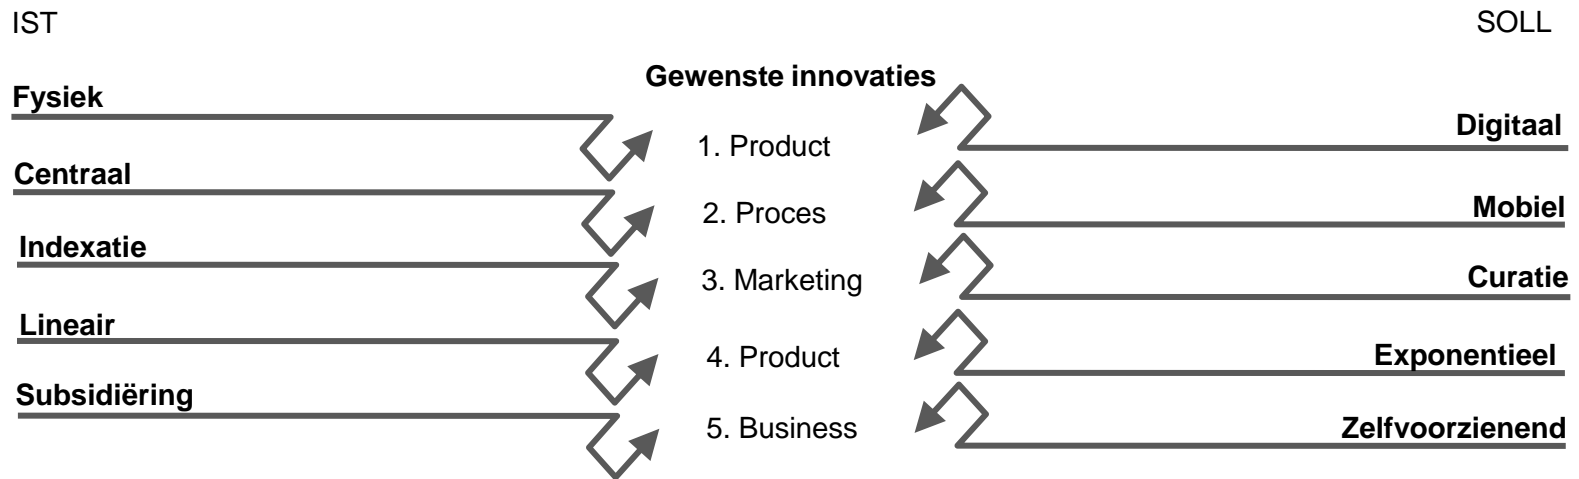 IST
SOLL
Gewenste innovaties
Fysiek
Digitaal
1. Product
Centraal
Mobiel
2. Proces
Indexatie
Curatie
3. Marketing
Lineair
Exponentieel
4. Product
Subsidiëring
Zelfvoorzienend
5. Business